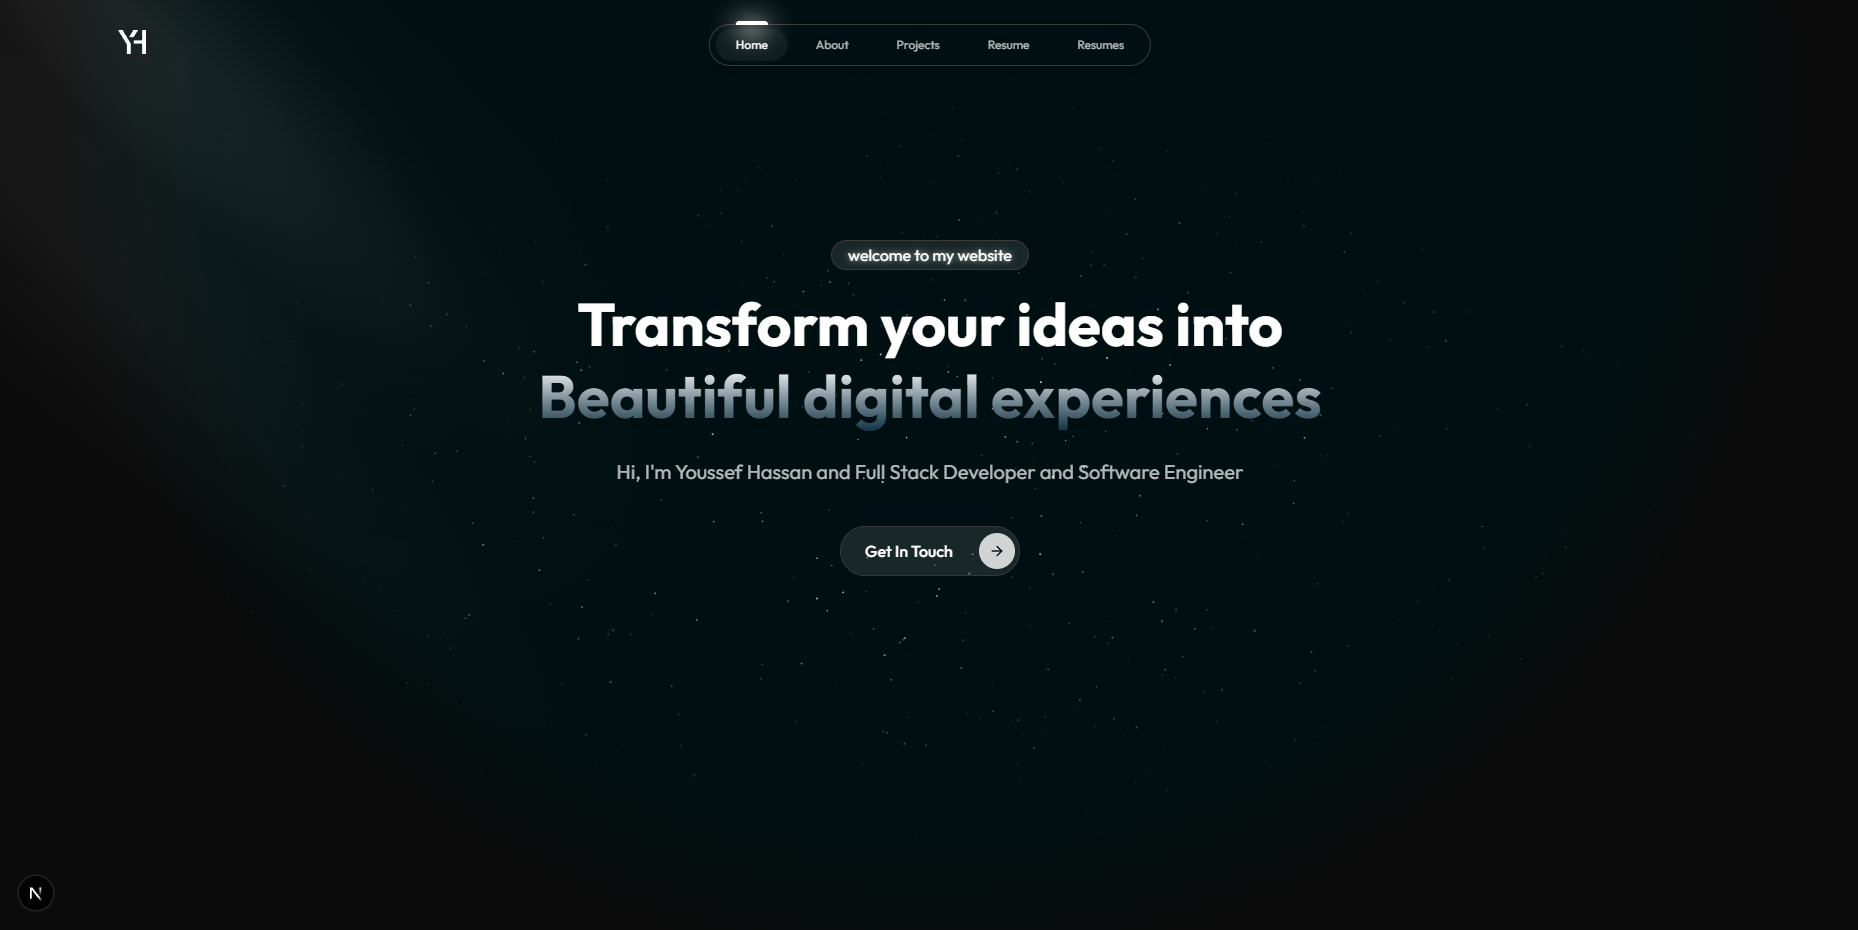 YH
Home About Projects Resume Resumes
welcome to my website
Transform your ideas into
Beautiful digital experiences
Hi, I'm Youssef Hassan and Full Stack Developer and Software Engineer
Get In Touch
N